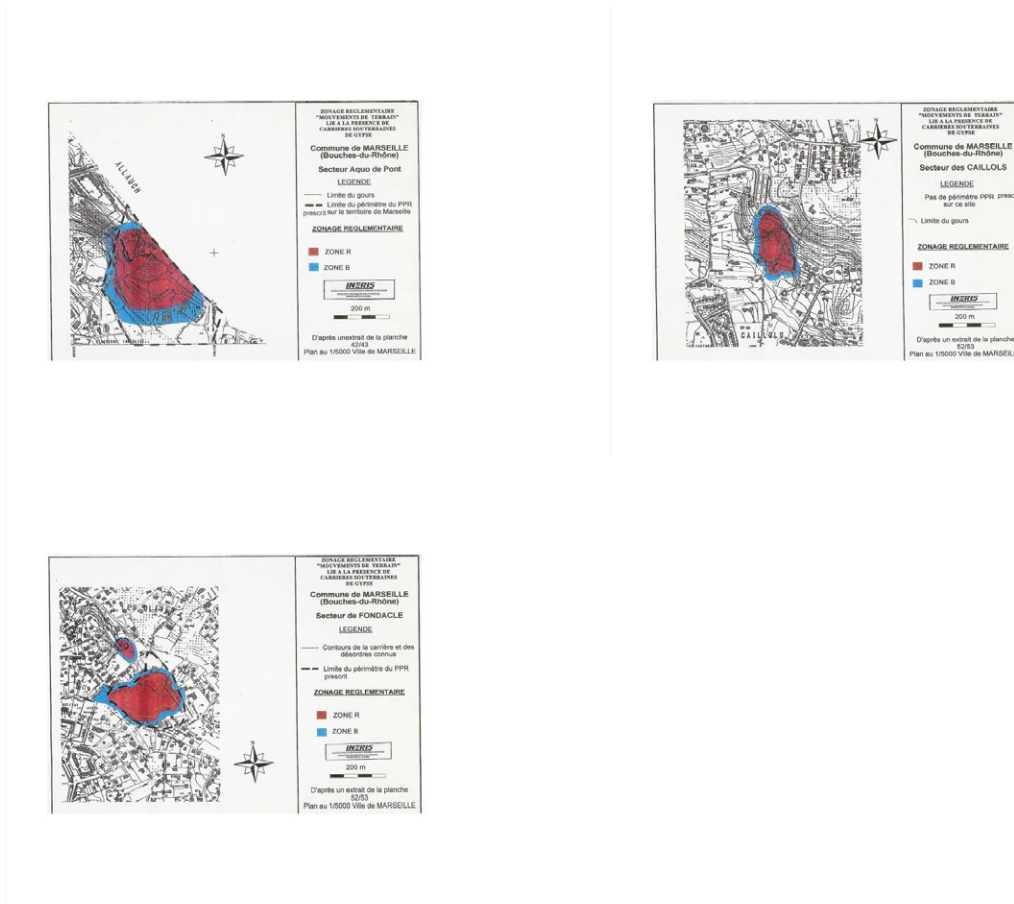 ZONAGE REGLEMENTAIRE
"MOUVEMENTS DE TERRAIN"
LIE A LA PRESENCE DE
CARRIERES SOUTERRAINES
DE GYPSE
Commune de MARSEILLE
(Bouches-du-Rhône)
Secteur Aquo de Pont
LEGENDE
Limite du gours
Limite du périmètre du PPR
prescrit sur le territoire de Marseille
ZONAGE REGLEMENTAIRE
ZONE R
ZONE B
INERIS
200 m
D'après unextrait de la planche
42/43
Plan au 1/5000 Ville de MARSEILLE
ALLAUCH
N
ZONAGE REGLEMENTAIRE
"MOUVEMENTS DE TERRAIN"
LIE A LA PRESENCE DE
CARRIERES SOUTERRAINES
DE GYPSE
Commune de MARSEILLE
(Bouches-du-Rhône)
Secteur des CAILLOLS
LEGENDE
Pas de périmètre PPR presc
sur ce site
Limite du gours
ZONAGE REGLEMENTAIRE
ZONE R
ZONE B
INERIS
200 m
D'après un extrait de la planche
52/53
Plan au 1/5000 Ville de MARSEIL
CAILLOLS
N
ZONAGE REGLEMENTAIRE
"MOUVEMENTS DE TERRAIN"
LIE A LA PRESENCE DE
CARRIERES SOUTERRAINES
DE GYPSE
Commune de MARSEILLE
(Bouches-du-Rhône)
Secteur de FONDACLE
LEGENDE
Contours de la carrière et des
désordres connus
Limite du périmètre du PPR
prescrit
ZONAGE REGLEMENTAIRE
ZONE R
ZONE B
INERIS
200 m
D'après un extrait de la planche
52/53
Plan au 1/5000 Ville de MARSEILLE
N